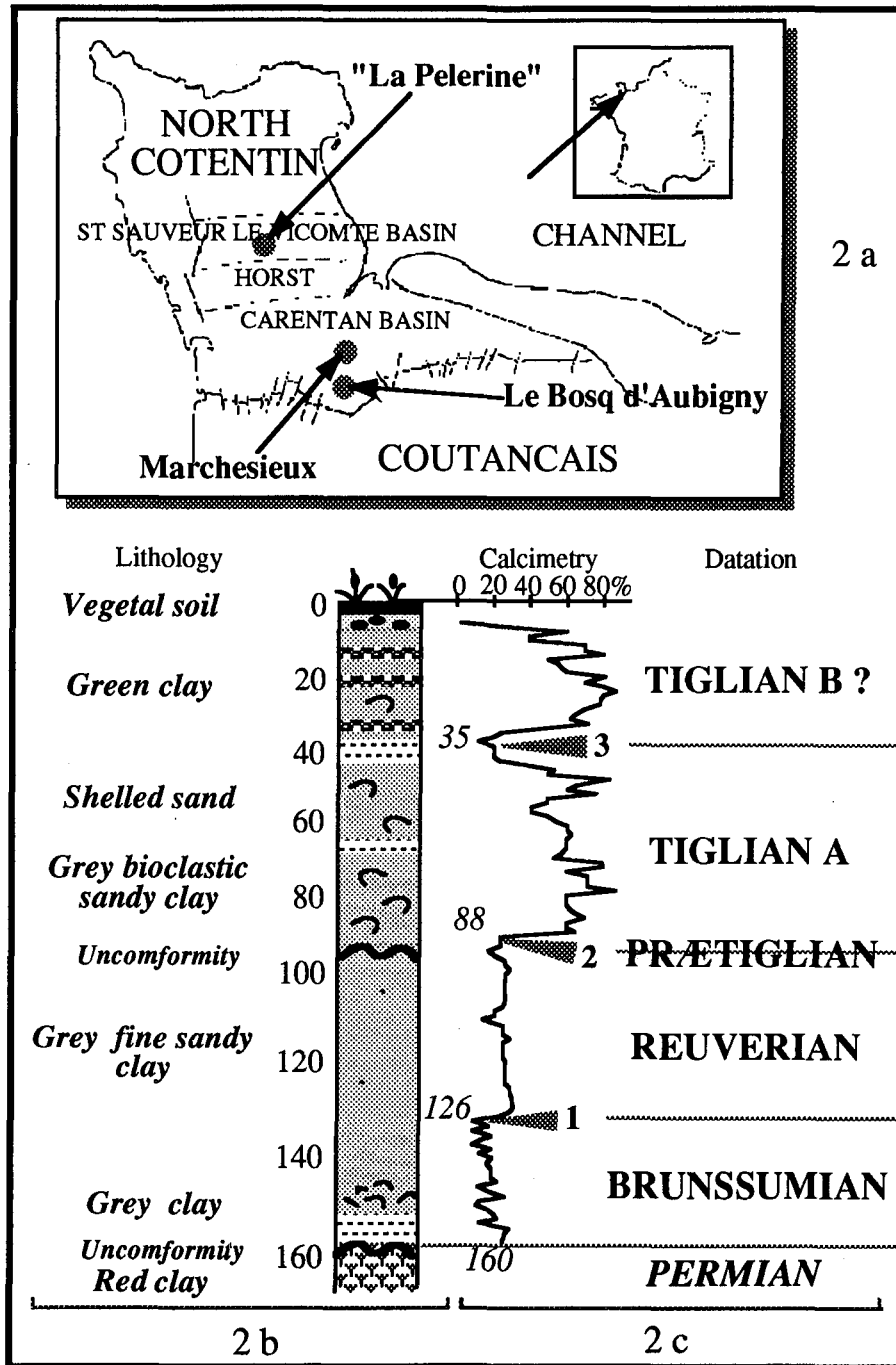 "La Pelerine"
NORTH
COTENTIN
ST SAUVEUR LE VICOMTE BASIN
CHANNEL
2 a
HORST
CARENTAN BASIN
Le Bosq d'Aubigny
Marchesieux
COUTANCAIS
Lithology
Calcimetry
Datation
0 20 40 60 80%
Vegetal soil
0
Green clay
20
TIGLIAN B ?
35
3
40
Shelled sand
60
TIGLIAN A
Grey bioclastic
sandy clay
80
88
Uncomformity
2
PRÆTIGLIAN
100
Grey fine sandy
clay
REUVERIAN
120
126
1
140
BRUNSSUMIAN
Grey clay
Uncomformity
160
160
Red clay
PERMIAN
2 b
2 c